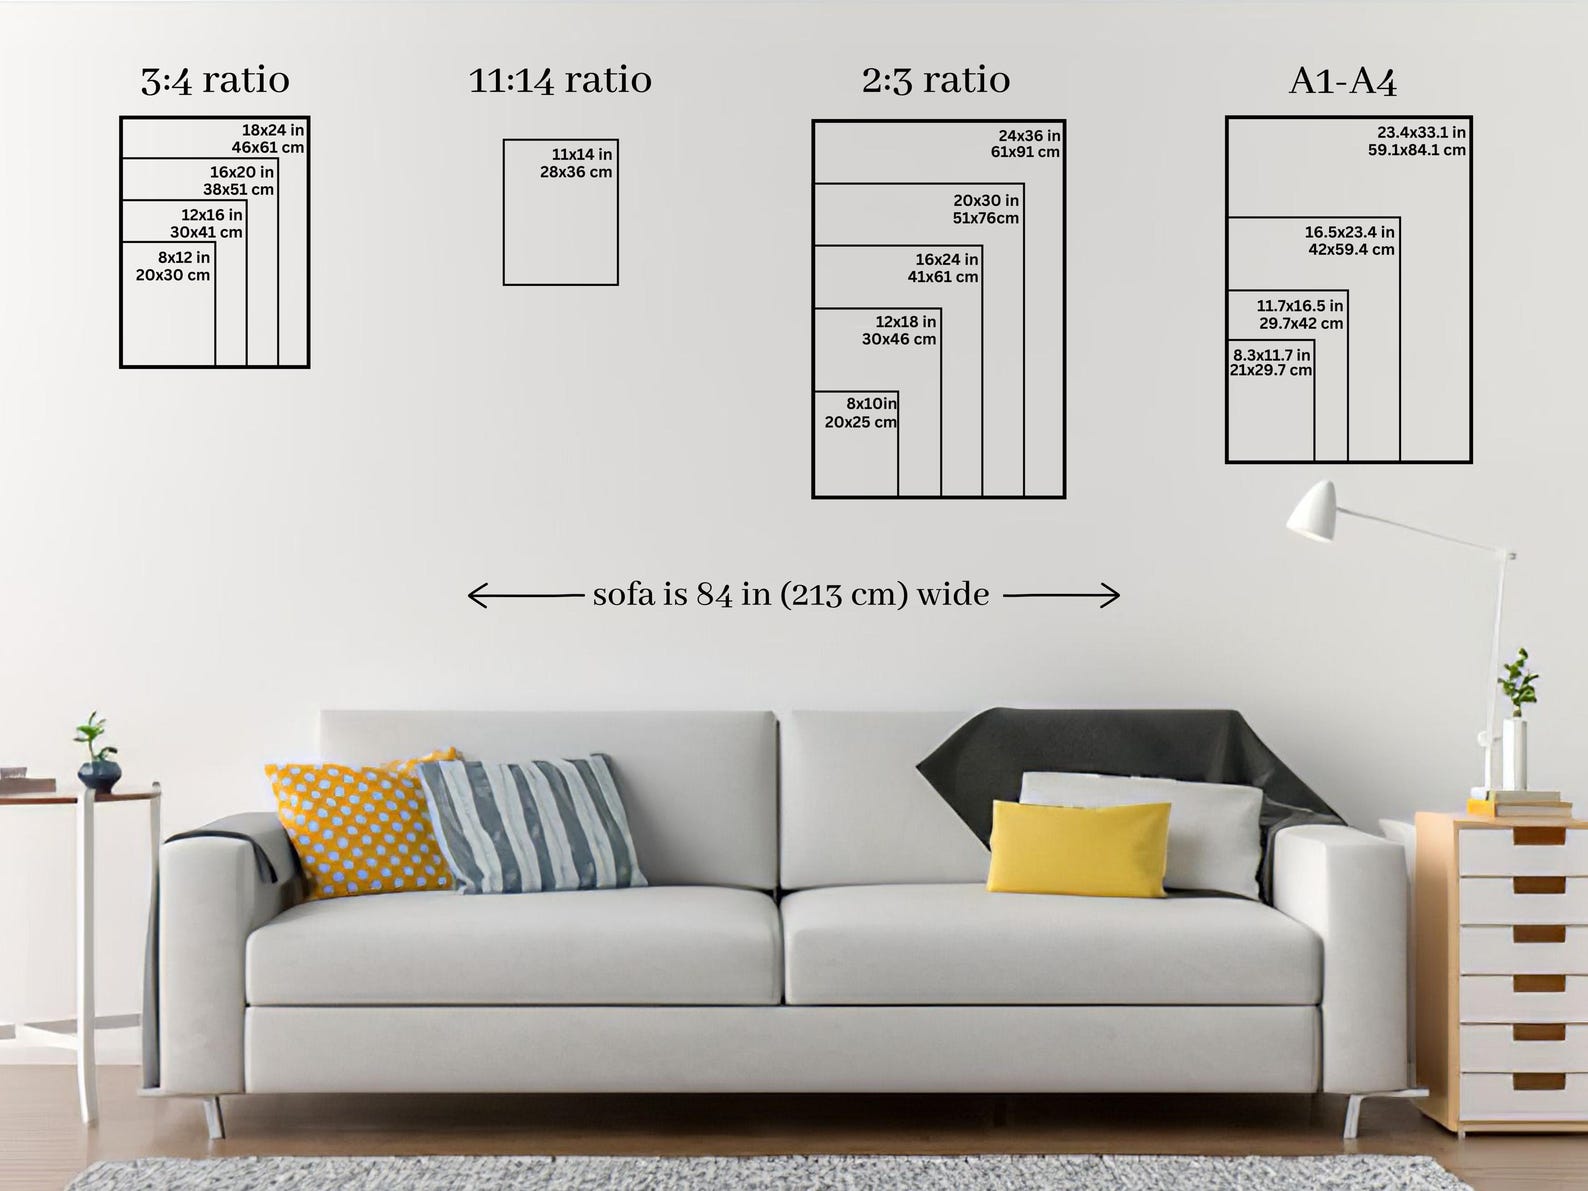 3:4 ratio
18x24 in
46x61 cm
16x20 in
38x51 cm
12x16 in
30x41 cm
8x12 in
20x30 cm
11:14 ratio
11x14 in
28x36 cm
2:3 ratio
24x36 in
61x91 cm
20x30 in
51x76cm
16x24 in
41x61 cm
12x18 in
30x46 cm
8x10in
20x25 cm
A1-A4
23.4x33.1 in
59.1x84.1 cm
16.5x23.4 in
42x59.4 cm
11.7x16.5 in
29.7x42 cm
8.3x11.7 in
21x29.7 cm
sofa is 84 in (213 cm) wide